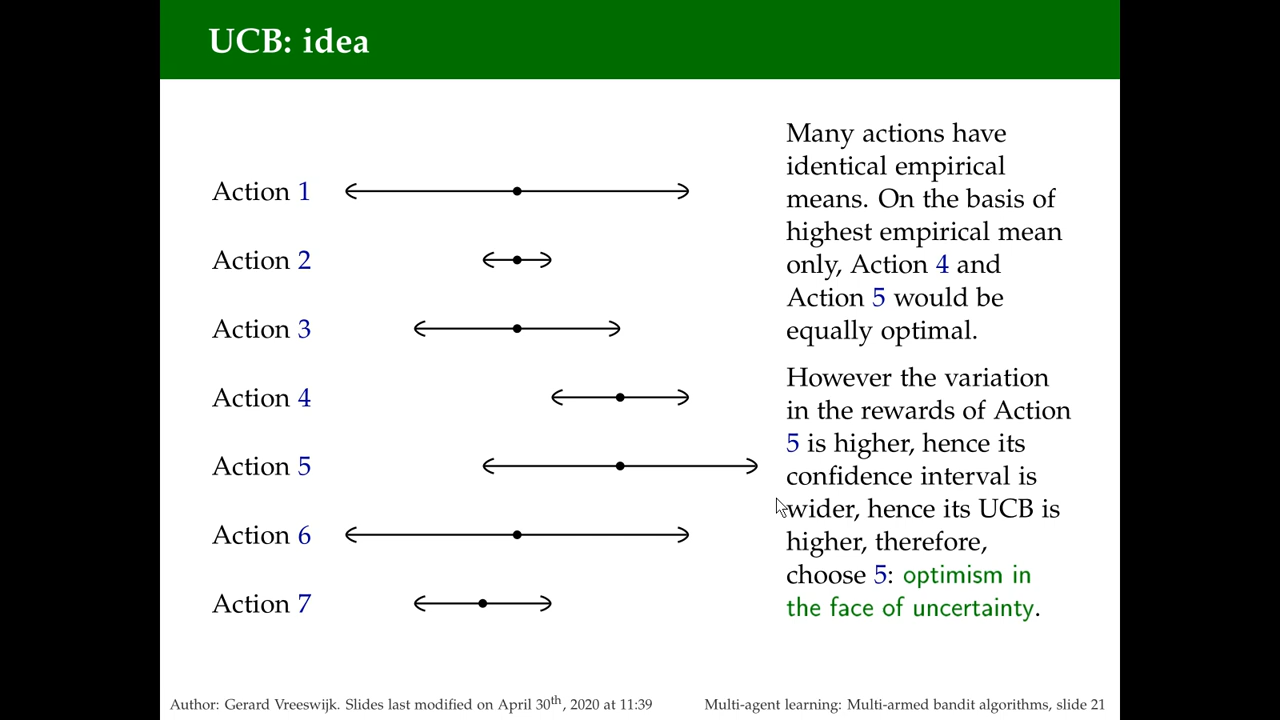 UCB: idea
Action 1
Action 2
Action 3
Action 4
Action 5
Action 6
Action 7
Many actions have
identical empirical
means. On the basis of
highest empirical mean
only, Action 4 and
Action 5 would be
equally optimal.
However the variation
in the rewards of Action
5 is higher, hence its
confidence interval is
wider, hence its UCB is
higher, therefore,
choose 5: optimism in
the face of uncertainty.
Author: Gerard Vreeswijk. Slides last modified on April 30th, 2020 at 11:39
Multi-agent learning: Multi-armed bandit algorithms, slide 21